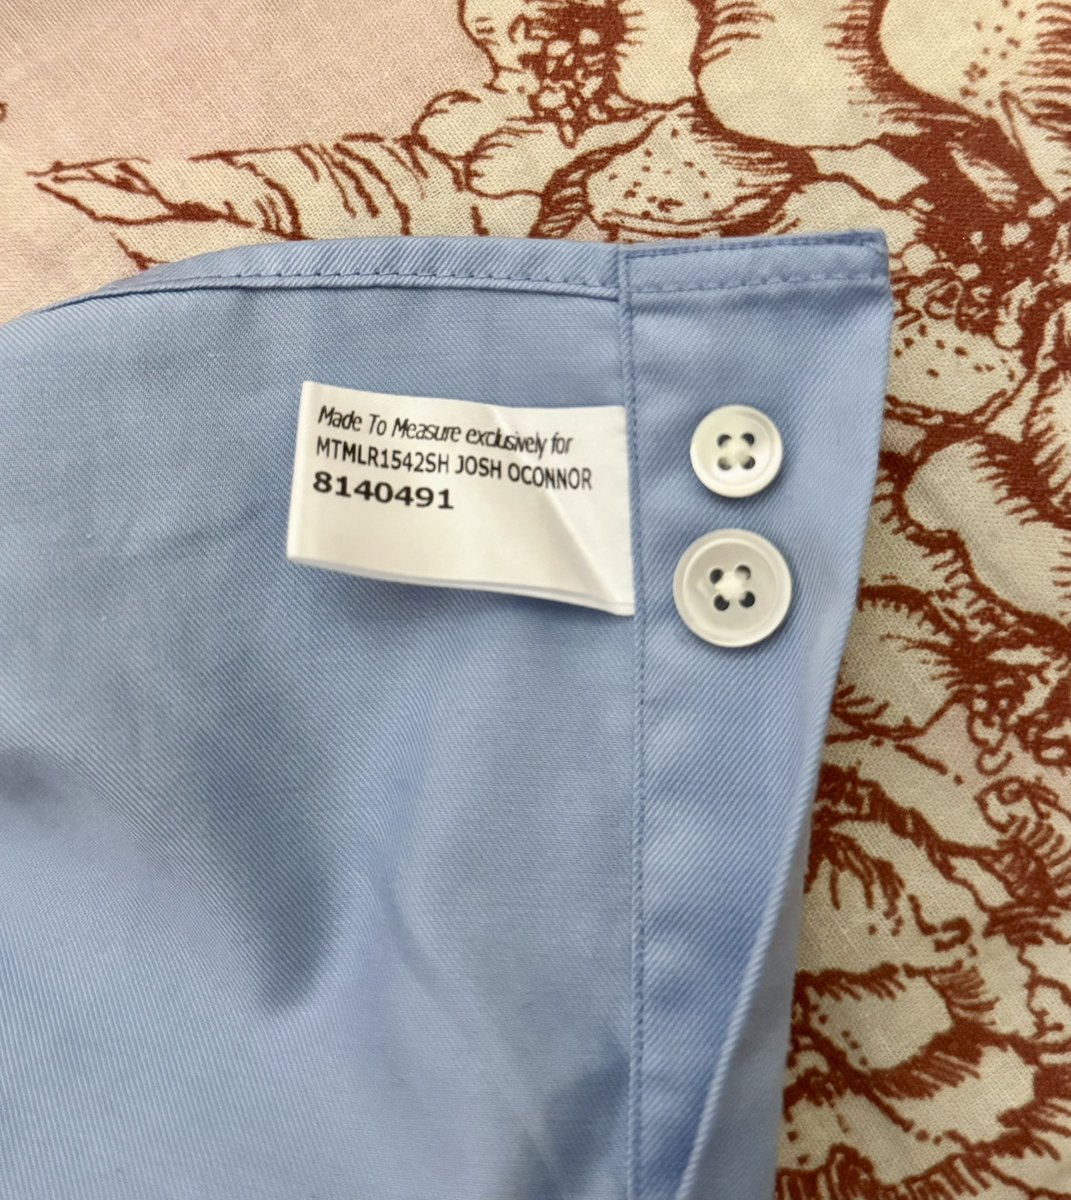 Made To Measure exclusively for
MTMLR1542SH JOSH OCONNOR
8140491